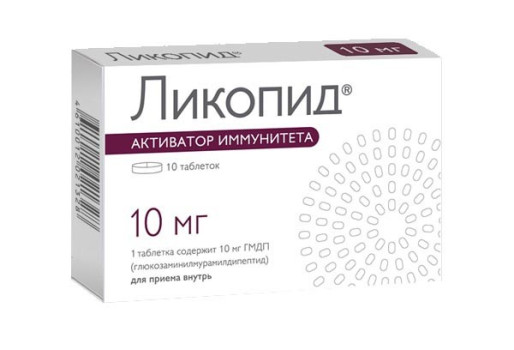 10 мг
Ликопид®
АКТИВАТОР ИММУНИТЕТА
10 таблеток
10 мг
1 таблетка содержит 10 мг ГМДП
(глюкозаминилмурамилдипептид)
для приема внутрь